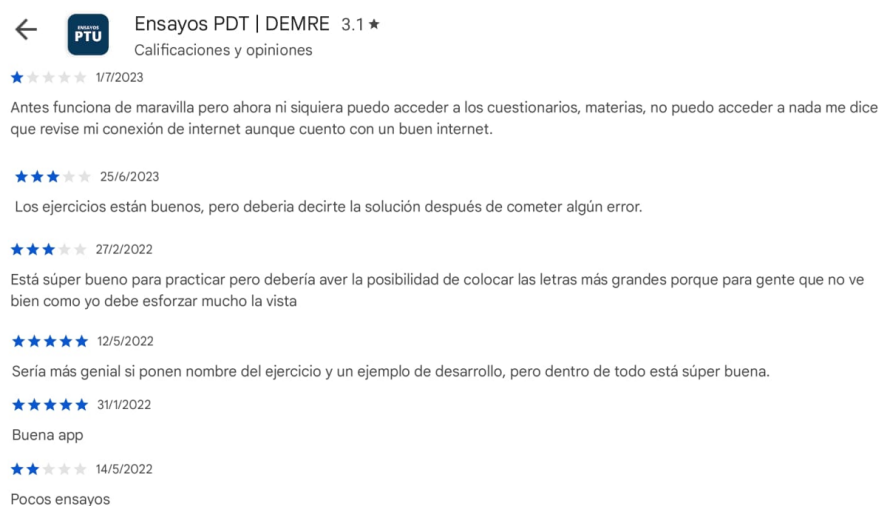 ENSAYOS
PTU
Ensayos PDT | DEMRE 3.1 ★
Calificaciones y opiniones
1/7/2023
Antes funciona de maravilla pero ahora ni siquiera puedo acceder a los cuestionarios, materias, no puedo acceder a nada me dice
que revise mi conexión de internet aunque cuento con un buen internet.
25/6/2023
Los ejercicios están buenos, pero deberia decirte la solución después de cometer algún error.
27/2/2022
Está súper bueno para practicar pero debería aver la posibilidad de colocar las letras más grandes porque para gente que no ve
bien como yo debe esforzar mucho la vista
12/5/2022
Sería más genial si ponen nombre del ejercicio y un ejemplo de desarrollo, pero dentro de todo está súper buena.
31/1/2022
Buena app
14/5/2022
Pocos ensayos